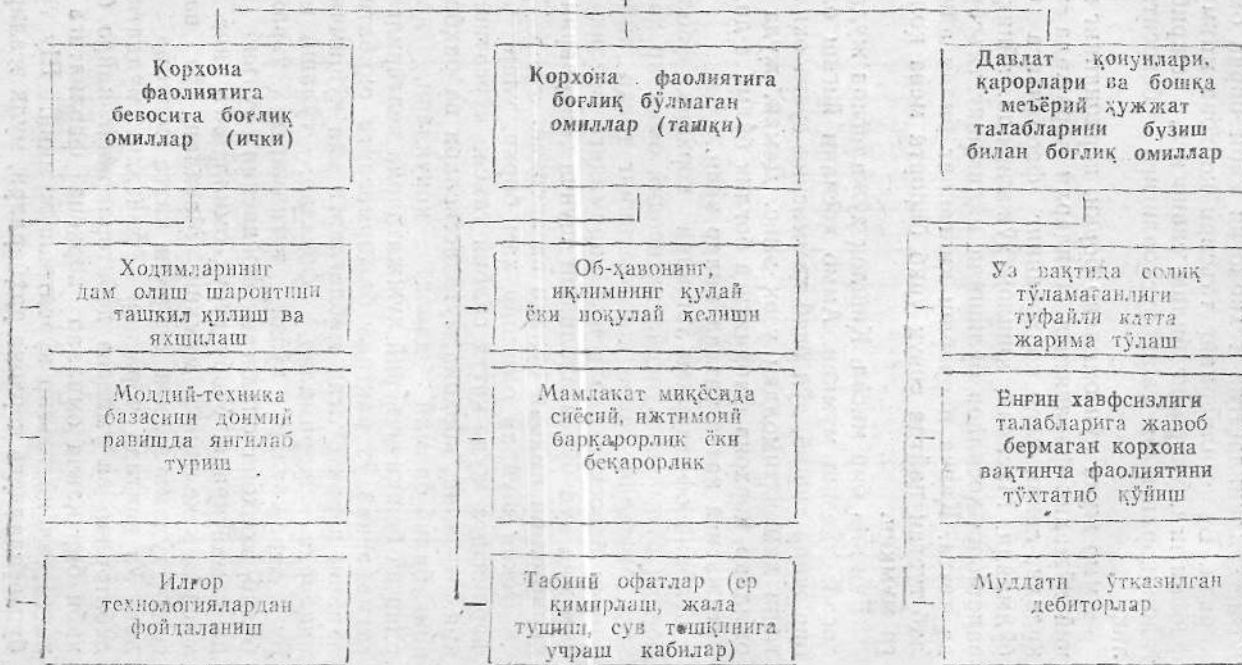 Корхона
фаолиятига
бевосита боғлиқ
омиллар (ички)
Корхона фаолиятига
боғлиқ бўлмаган
омиллар (ташқи)
Давлат қонунлари,
қарорлари ва бошқа
меъёрий ҳужжат
талабларини бузиш
билан боғлиқ омиллар
Ходимларнинг
дам олиш шароитини
ташкил қилиш ва
яхшилаш
Об-ҳавонинг,
иқлимнинг қулай
ёки ноқулай келиши
Ўз вақтида солиқ
тўламаганлиги
туфайли катта
жарима тўлаш
Моддий-техника
базасини доимий
равишда янгилаб
туриш
Мамлакат миқёсида
сиёсий, ижтимоий
барқарорлик ёки
беқарорлик
Ёнғин хавфсизлиги
талабларига жавоб
бермаган корхона
вақтинча фаолиятини
тўхтатиб қўйиш
Илғор
технологиялардан
фойдаланиш
Табиий офатлар (ер
қимирлаш, жала
тушиш, сув тошқинига
учраш кабилар)
Муддати ўтказилган
дебиторлар